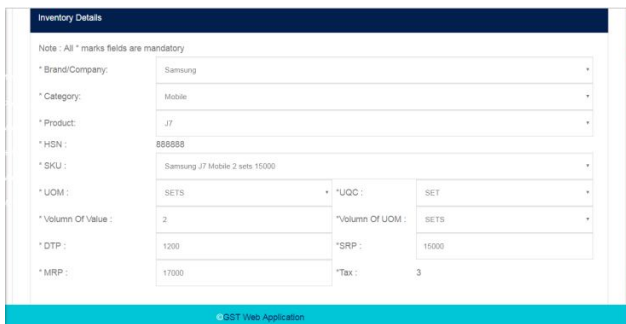 Inventory Details
Note : All * marks fields are mandatory
* Brand/Company: Samsung
* Category: Mobile
* Product: J7
* HSN : 888888
* SKU : Samsung J7 Mobile 2 sets 15000
* UOM : SETS *UQC : SET
* Volumn Of Value : 2 *Volumn Of UOM : SETS
* DTP : 1200 *SRP : 15000
* MRP : 17000 *Tax : 3
©GST Web Application